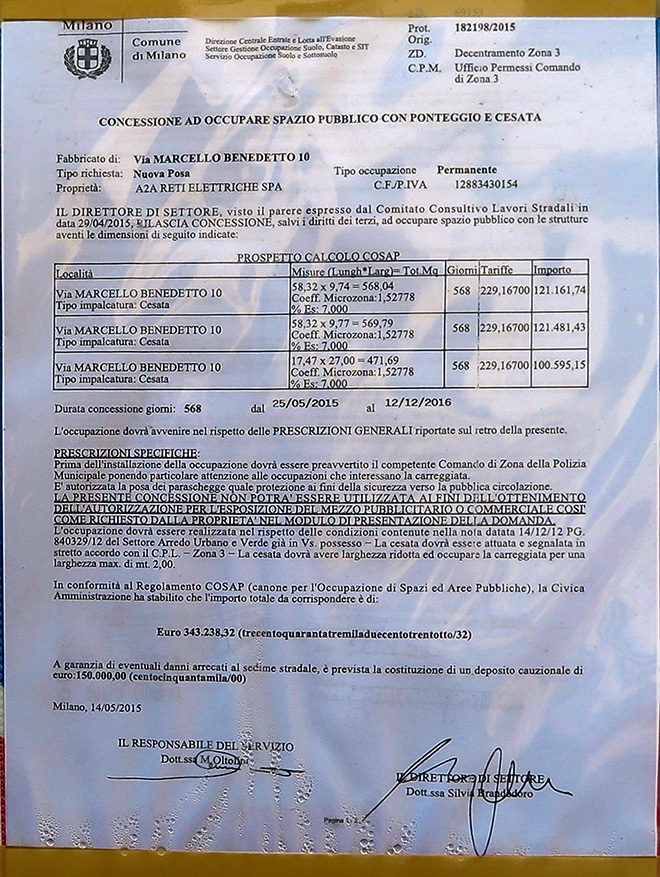 Milano
Comune
di Milano
Direzione Centrale Entrate e Lotta all'Evasione
Settore Gestione Occupazione Suolo, Catasto e SIT
Servizio Occupazione Suolo e Sottosuolo
Prot. 182198/2015
Orig.
ZD. Decentramento Zona 3
C.P.M. Ufficio Permessi Comando
di Zona 3
CONCESSIONE AD OCCUPARE SPAZIO PUBBLICO CON PONTEGGIO E CESATA
Fabbricato di: Via MARCELLO BENEDETTO 10
Tipo richiesta: Nuova Posa Tipo occupazione Permanente
Proprietà: A2A RETI ELETTRICHE SPA C.F./P.IVA 12883430154
IL DIRETTORE DI SETTORE, visto il parere espresso dal Comitato Consultivo Lavori Stradali in
data 29/04/2015, RILASCIA CONCESSIONE, salvi i diritti dei terzi, ad occupare spazio pubblico con le strutture
aventi le dimensioni di seguito indicate:
PROSPETTO CALCOLO COSAP
Località Misure (Lungh*Larg)= Tot.Mq Giorni Tariffe Importo
Via MARCELLO BENEDETTO 10
Tipo impalcatura: Cesata
58,32 x 9,74 = 568,04
Coeff. Microzona:1,52778
% Es: 7.000
568 229,16700 121.161,74
Via MARCELLO BENEDETTO 10
Tipo impalcatura: Cesata
58,32 x 9,77 = 569,79
Coeff. Microzona:1,52778
% Es: 7.000
568 229,16700 121.481,43
Via MARCELLO BENEDETTO 10
Tipo impalcatura: Cesata
17,47 x 27,00 = 471,69
Coeff. Microzona:1,52778
% Es: 7.000
568 229,16700 100.595,15
Durata concessione giorni: 568 dal 25/05/2015 al 12/12/2016
L'occupazione dovrà avvenire nel rispetto delle PRESCRIZIONI GENERALI riportate sul retro della presente.
PRESCRIZIONI SPECIFICHE:
Prima dell'installazione della occupazione dovrà essere preavvertito il competente Comando di Zona della Polizia
Municipale ponendo particolare attenzione alle occupazioni che interessano la carreggiata.
E' autorizzata la posa dei paraschegge quale protezione ai fini della sicurezza verso la pubblica circolazione.
LA PRESENTE CONCESSIONE NON POTRA' ESSERE UTILIZZATA AI FINI DELL'OTTENIMENTO
DELL'AUTORIZZAZIONE PER L'ESPOSIZIONE DEL MEZZO PUBBLICITARIO O COMMERCIALE COSI'
COME RICHIESTO DALLA PROPRIETA' NEL MODULO DI PRESENTAZIONE DELLA DOMANDA.
L'occupazione dovrà essere realizzata nel rispetto delle condizioni contenute nella nota datata 14/12/12 PG.
840329/12 del Settore Arredo Urbano e Verde già in Vs. possesso – La cesata dovrà essere attuata e segnalata in
stretto accordo con il C.P.L. – Zona 3 – La cesata dovrà avere larghezza ridotta ed occupare la carreggiata per una
larghezza max. di mt. 2,00.
In conformità al Regolamento COSAP (canone per l'Occupazione di Spazi ed Aree Pubbliche), la Civica
Amministrazione ha stabilito che l'importo totale da corrispondere è di:
Euro 343.238,32 (trecentoquarantatremiladuecentotrentotto/32)
A garanzia di eventuali danni arrecati al sedime stradale, è prevista la costituzione di un deposito cauzionale di
euro:150.000,00 (centocinquantamila/00)
Milano, 14/05/2015
IL RESPONSABILE DEL SERVIZIO
Dott.ssa M.Oltolini
IL DIRETTORE DI SETTORE
Dott.ssa Silvia Brandodoro
Pagina